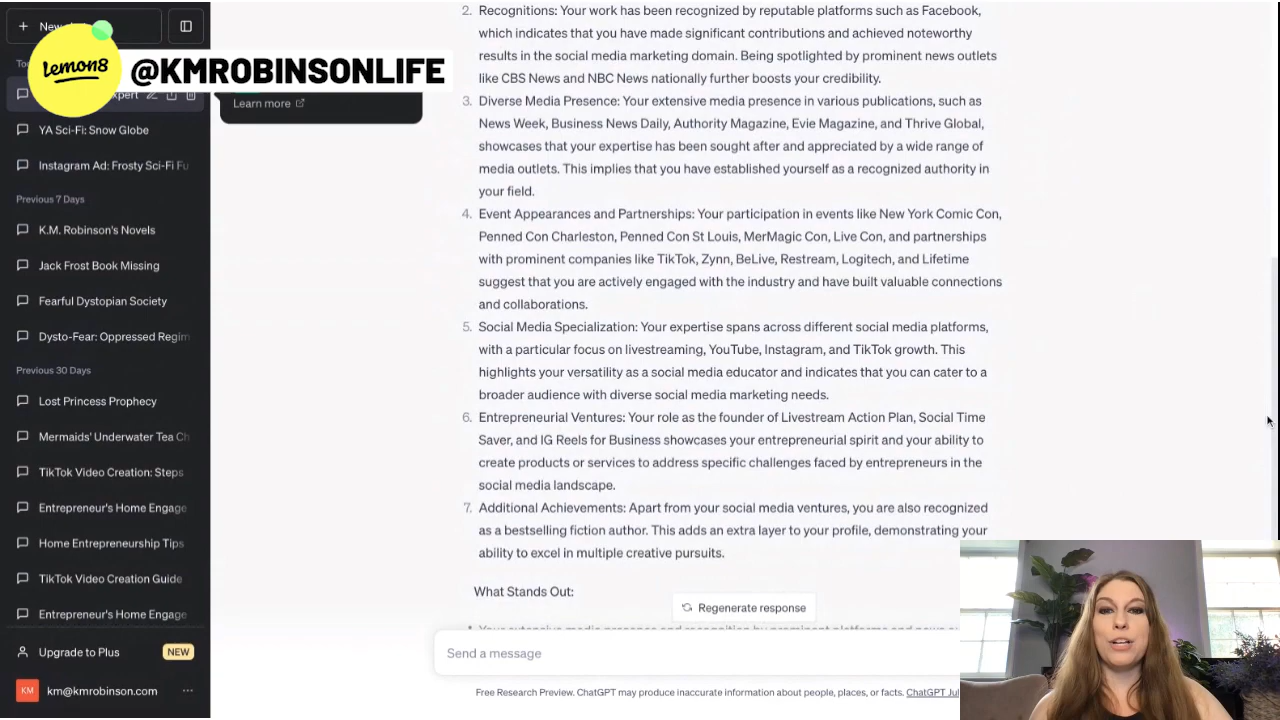 New
lemon8
@KMROBINSONLIFE
xpert
YA Sci-Fi: Snow Globe
Instagram Ad: Frosty Sci-Fi Fu
Previous 7 Days
K.M. Robinson's Novels
Jack Frost Book Missing
Fearful Dystopian Society
Dysto-Fear: Oppressed Regim
Previous 30 Days
Lost Princess Prophecy
Mermaids' Underwater Tea Ch
TikTok Video Creation: Steps
Entrepreneur's Home Engage
Home Entrepreneurship Tips
TikTok Video Creation Guide
Entrepreneur's Home Engage
Upgrade to Plus
NEW
KM
km@kmrobinson.com
Learn more
2. Recognitions: Your work has been recognized by reputable platforms such as Facebook,
which indicates that you have made significant contributions and achieved noteworthy
results in the social media marketing domain. Being spotlighted by prominent news outlets
like CBS News and NBC News nationally further boosts your credibility.
3. Diverse Media Presence: Your extensive media presence in various publications, such as
News Week, Business News Daily, Authority Magazine, Evie Magazine, and Thrive Global,
showcases that your expertise has been sought after and appreciated by a wide range of
media outlets. This implies that you have established yourself as a recognized authority in
your field.
4. Event Appearances and Partnerships: Your participation in events like New York Comic Con,
Penned Con Charleston, Penned Con St Louis, MerMagic Con, Live Con, and partnerships
with prominent companies like TikTok, Zynn, BeLive, Restream, Logitech, and Lifetime
suggest that you are actively engaged with the industry and have built valuable connections
and collaborations.
5. Social Media Specialization: Your expertise spans across different social media platforms,
with a particular focus on livestreaming, YouTube, Instagram, and TikTok growth. This
highlights your versatility as a social media educator and indicates that you can cater to a
broader audience with diverse social media marketing needs.
6. Entrepreneurial Ventures: Your role as the founder of Livestream Action Plan, Social Time
Saver, and IG Reels for Business showcases your entrepreneurial spirit and your ability to
create products or services to address specific challenges faced by entrepreneurs in the
social media landscape.
7. Additional Achievements: Apart from your social media ventures, you are also recognized
as a bestselling fiction author. This adds an extra layer to your profile, demonstrating your
ability to excel in multiple creative pursuits.
What Stands Out:
Regenerate response
Your extensive media presence and recognition by prominent platforms and news
Send a message
Free Research Preview. ChatGPT may produce inaccurate information about people, places, or facts. ChatGPT Jul